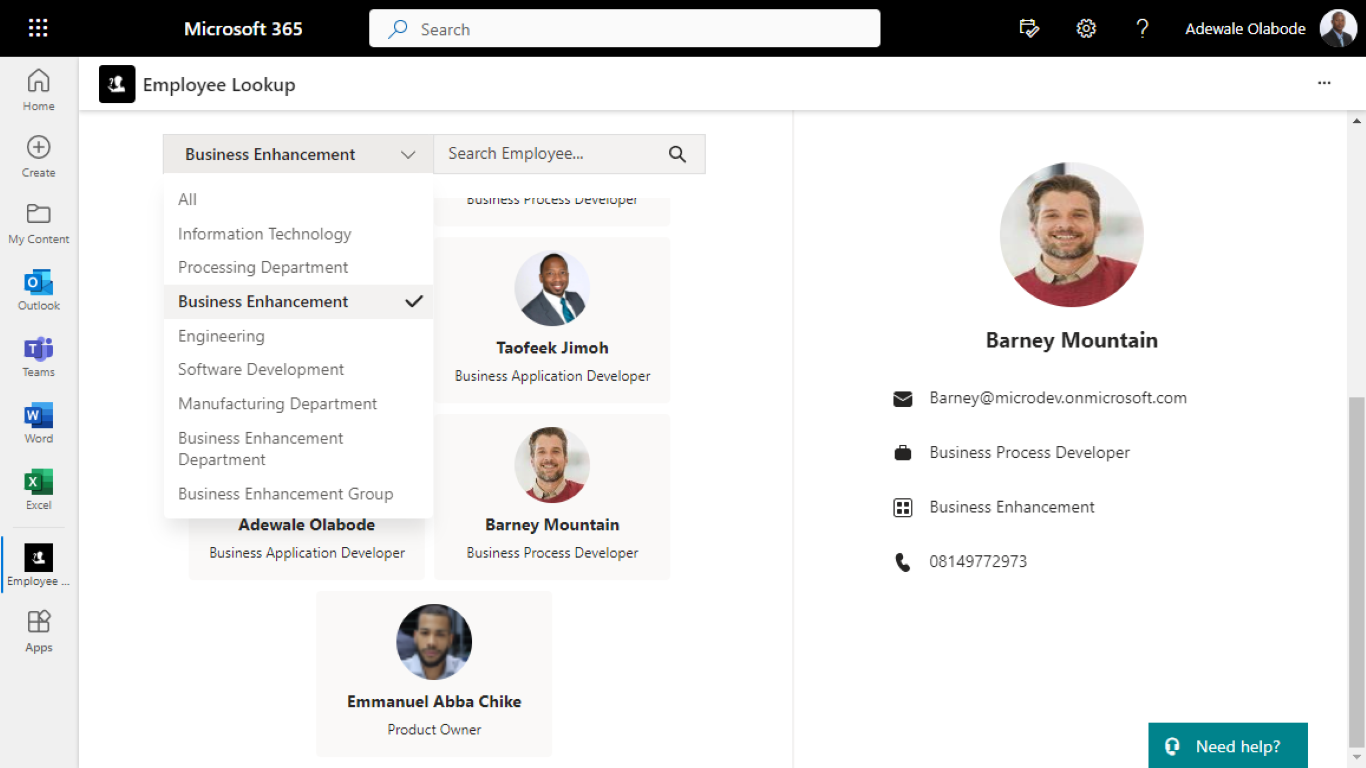 Microsoft 365
Search
Adewale Olabode
Home
Create
My Content
Outlook
Teams
Word
Excel
Employee ...
Apps
Employee Lookup
Business Enhancement
Search Employee...
All
Information Technology
Processing Department
Business Enhancement
Engineering
Software Development
Manufacturing Department
Business Enhancement
Department
Business Enhancement Group
Business Process Developer
Taofeek Jimoh
Business Application Developer
Adewale Olabode
Business Application Developer
Barney Mountain
Business Process Developer
Emmanuel Abba Chike
Product Owner
Barney Mountain
Barney@microdev.onmicrosoft.com
Business Process Developer
Business Enhancement
08149772973
Need help?